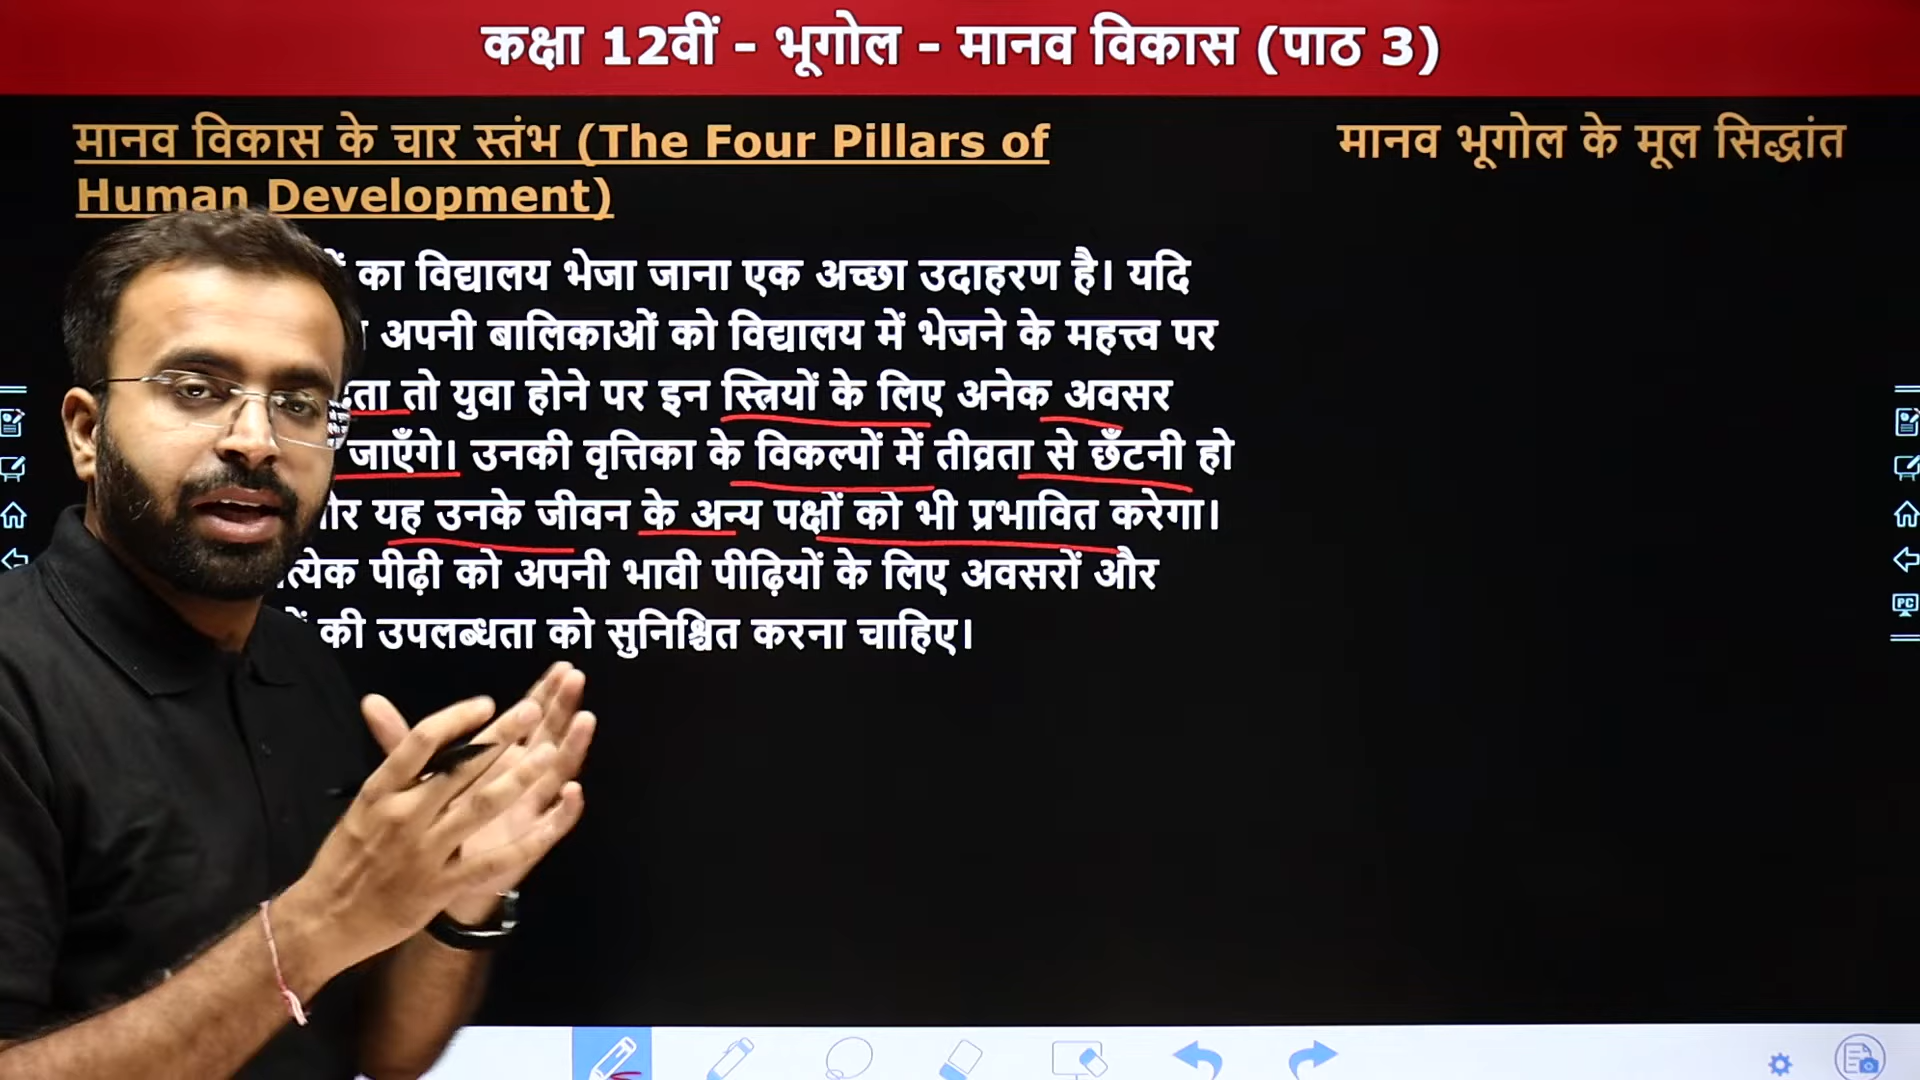 कक्षा 12वीं - भूगोल - मानव विकास (पाठ 3)
मानव विकास के चार स्तंभ (The Four Pillars of
Human Development)
मानव भूगोल के मूल सिद्धांत
का विद्यालय भेजा जाना एक अच्छा उदाहरण है। यदि
अपनी बालिकाओं को विद्यालय में भेजने के महत्त्व पर
तो युवा होने पर इन स्त्रियों के लिए अनेक अवसर
जाएँगे। उनकी वृत्तिका के विकल्पों में तीव्रता से छँटनी हो
यह उनके जीवन के अन्य पक्षों को भी प्रभावित करेगा।
पीढ़ी को अपनी भावी पीढ़ियों के लिए अवसरों और
की उपलब्धता को सुनिश्चित करना चाहिए।
PC